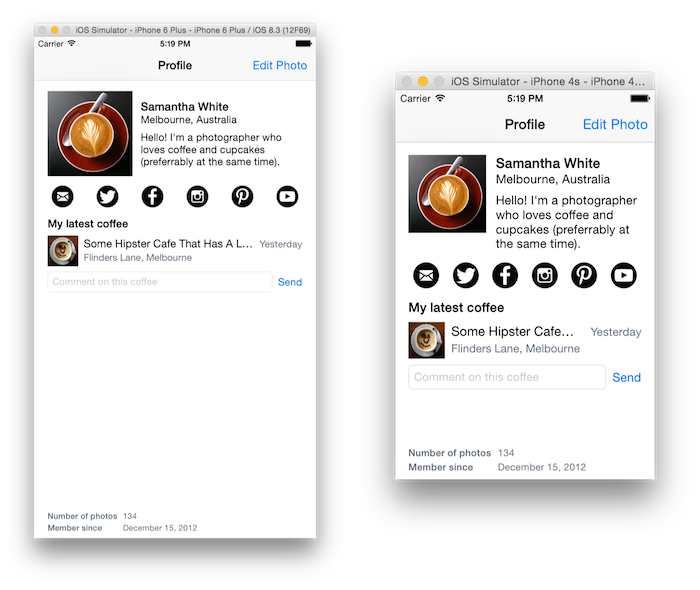 iOS Simulator - iPhone 6 Plus - iPhone 6 Plus / iOS 8.3 (12F69)
Carrier 5:19 PM
Profile Edit Photo
Samantha White
Melbourne, Australia
Hello! I'm a photographer who
loves coffee and cupcakes
(preferrably at the same time).
My latest coffee
Some Hipster Cafe That Has A L... Yesterday
Flinders Lane, Melbourne
Comment on this coffee Send
Number of photos 134
Member since December 15, 2012
iOS Simulator - iPhone 4s - iPhone 4...
Carrier 5:19 PM
Profile Edit Photo
Samantha White
Melbourne, Australia
Hello! I'm a photographer
who loves coffee and
cupcakes (preferrably at
the same time).
My latest coffee
Some Hipster Cafe... Yesterday
Flinders Lane, Melbourne
Comment on this coffee Send
Number of photos 134
Member since December 15, 2012